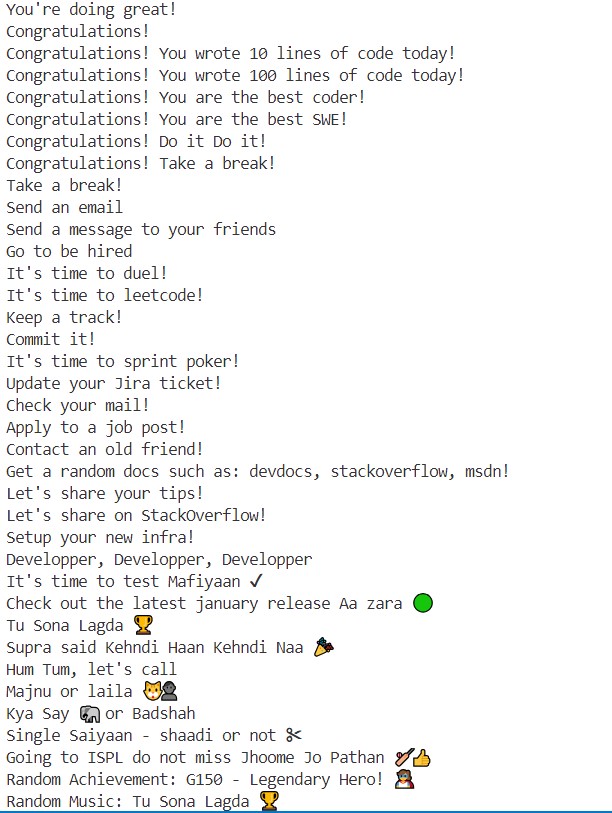 You're doing great!
Congratulations!
Congratulations! You wrote 10 lines of code today!
Congratulations! You wrote 100 lines of code today!
Congratulations! You are the best coder!
Congratulations! You are the best SWE!
Congratulations! Do it Do it!
Congratulations! Take a break!
Take a break!
Send an email
Send a message to your friends
Go to be hired
It's time to duel!
It's time to leetcode!
Keep a track!
Commit it!
It's time to sprint poker!
Update your Jira ticket!
Check your mail!
Apply to a job post!
Contact an old friend!
Get a random docs such as: devdocs, stackoverflow, msdn!
Let's share your tips!
Let's share on StackOverflow!
Setup your new infra!
Developper, Developper, Developper
It's time to test Mafiyaan ✓
Check out the latest january release Aa zara 🟢
Tu Sona Lagda 🏆
Supra said Kehndi Haan Kehndi Naa 🎉
Hum Tum, let's call
Majnu or laila 🐱👤
Kya Say 🐘 or Badshah
Single Saiyaan - shaadi or not ✂
Going to ISPL do not miss Jhoome Jo Pathan 🏏👍
Random Achievement: G150 - Legendary Hero! 🦸
Random Music: Tu Sona Lagda 🏆